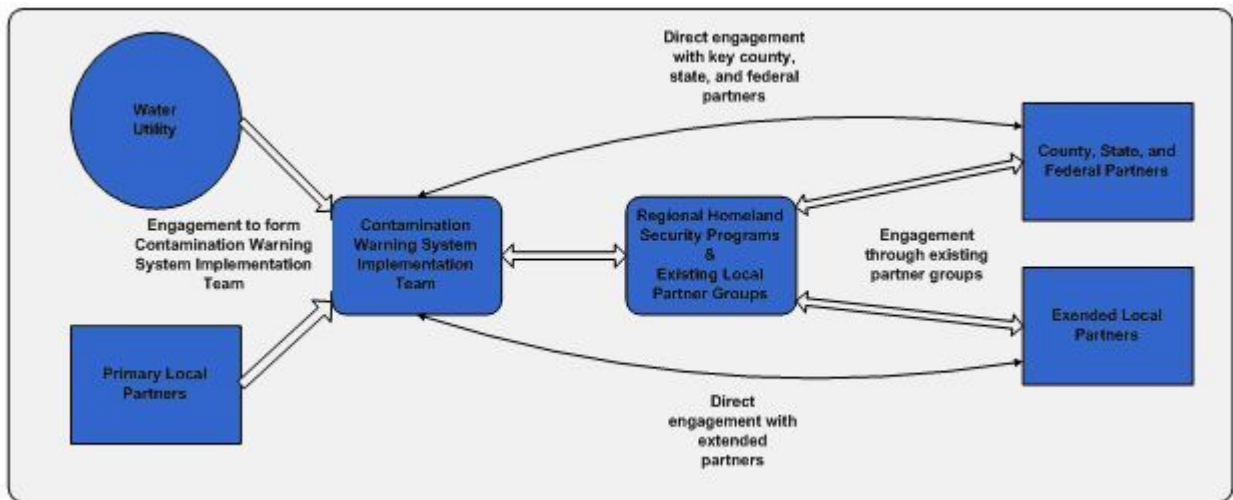 Water
Utility
Engagement to form
Contamination Warning
System Implementation
Team
Primary Local
Partners
Contamination
Warning System
Implementation
Team
Direct engagement
with key county,
state, and federal
partners
Regional Homeland
Security Programs
&
Existing Local
Partner Groups
Direct
engagement with
extended
partners
County, State, and
Federal Partners
Engagement
through existing
partner groups
Exended Local
Partners